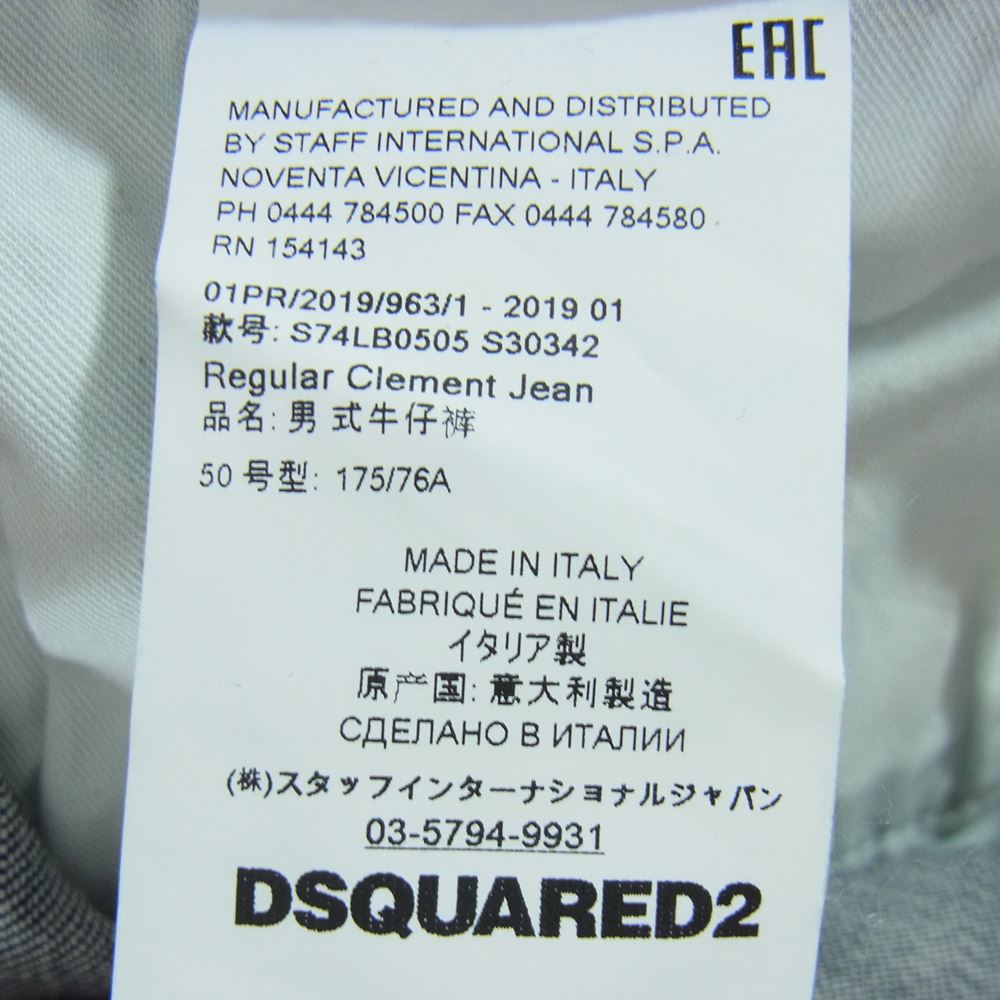 EAC
MANUFACTURED AND DISTRIBUTED
BY STAFF INTERNATIONAL S.P.A.
NOVENTA VICENTINA - ITALY
PH 0444 784500 FAX 0444 784580
RN 154143
01PR/2019/963/1 - 2019 01
款号: S74LB0505 S30342
Regular Clement Jean
品名: 男 式牛仔裤
50 号型: 175/76A
MADE IN ITALY
FABRIQUÉ EN ITALIE
イタリア製
原产国: 意大利製造
СДЕЛАНО В ИТАЛИИ
(株)スタッフインターナショナルジャパン
03-5794-9931
DSQUARED2